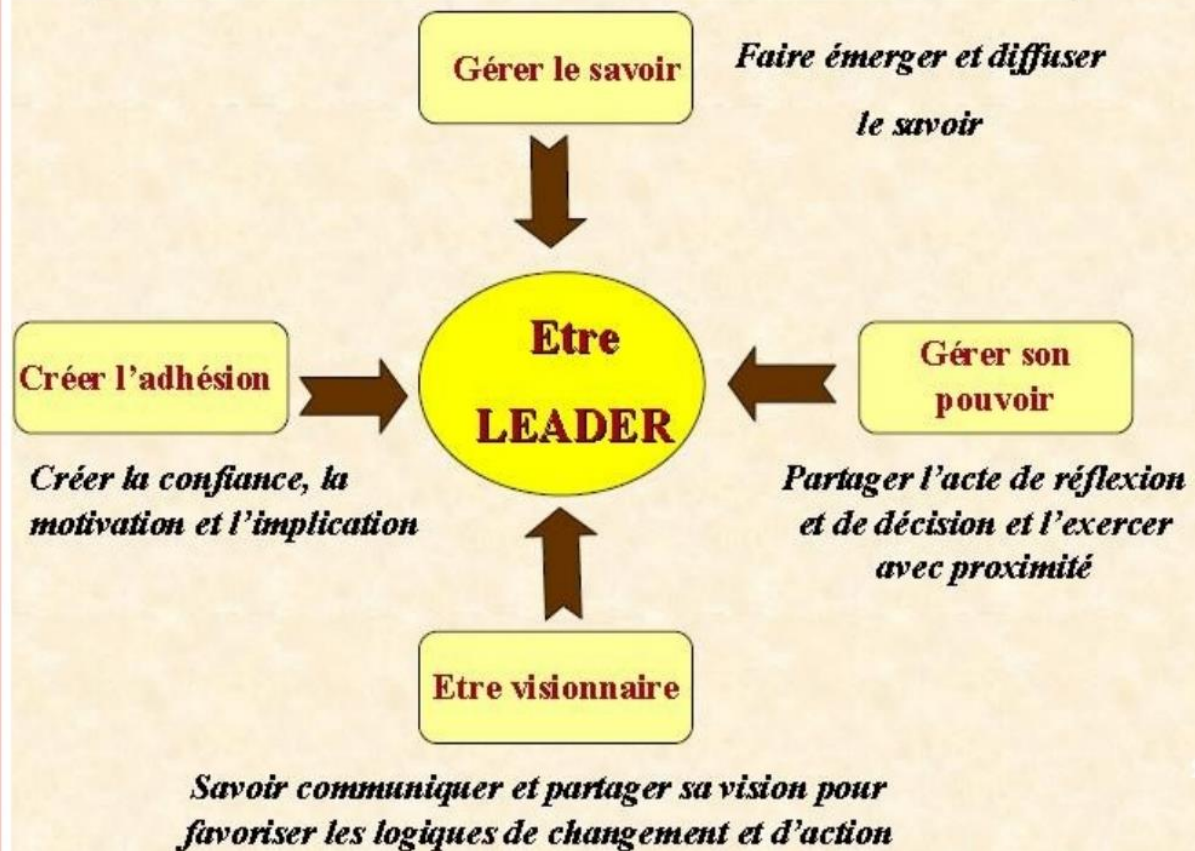 Gérer le savoir
Faire émerger et diffuser
le savoir
Etre
LEADER
Créer l'adhésion
Créer la confiance, la
motivation et l'implication
Gérer son
pouvoir
Partager l'acte de réflexion
et de décision et l'exercer
avec proximité
Etre visionnaire
Savoir communiquer et partager sa vision pour
favoriser les logiques de changement et d'action